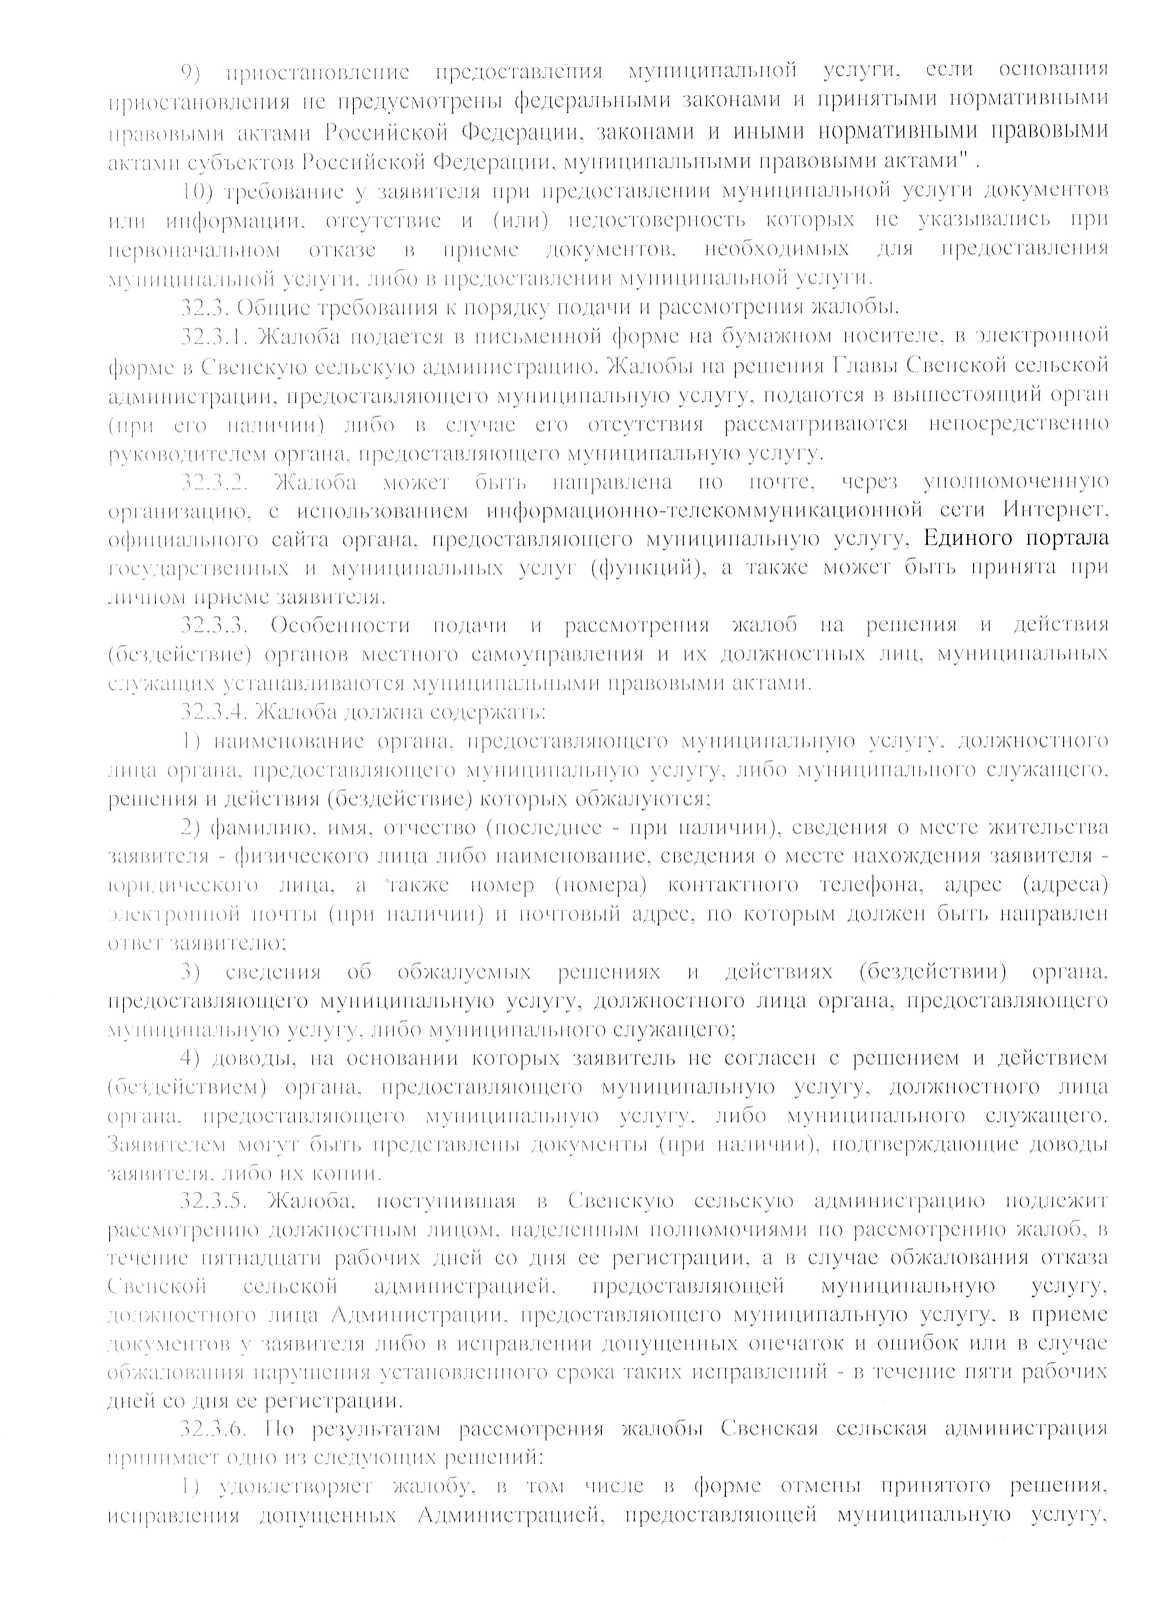 9) приостановление предоставления муниципальной услуги, если основания
приостановления не предусмотрены федеральными законами и принятыми нормативными
правовыми актами Российской Федерации, законами и иными нормативными правовыми
актами субъектов Российской Федерации, муниципальными правовыми актами" .
10) требование у заявителя при предоставлении муниципальной услуги документов
или информации, отсутствие и (или) недостоверность которых не указывались при
первоначальном отказе в приеме документов, необходимых для предоставления
муниципальной услуги, либо в предоставлении муниципальной услуги.
32.3. Общие требования к порядку подачи и рассмотрения жалобы.
32.3.1. Жалоба подается в письменной форме на бумажном носителе, в электронной
форме в Свенскую сельскую администрацию. Жалобы на решения Главы Свенской сельской
администрации, предоставляющего муниципальную услугу, подаются в вышестоящий орган
(при его наличии) либо в случае его отсутствия рассматриваются непосредственно
руководителем органа, предоставляющего муниципальную услугу.
32.3.2. Жалоба может быть направлена по почте, через уполномоченную
организацию, с использованием информационно-телекоммуникационной сети Интернет,
официального сайта органа, предоставляющего муниципальную услугу, Единого портала
государственных и муниципальных услуг (функций), а также может быть принята при
личном приеме заявителя.
32.3.3. Особенности подачи и рассмотрения жалоб на решения и действия
(бездействие) органов местного самоуправления и их должностных лиц, муниципальных
служащих устанавливаются муниципальными правовыми актами.
32.3.4. Жалоба должна содержать:
1) наименование органа, предоставляющего муниципальную услугу, должностного
лица органа, предоставляющего муниципальную услугу, либо муниципального служащего,
решения и действия (бездействие) которых обжалуются;
2) фамилию, имя, отчество (последнее - при наличии), сведения о месте жительства
заявителя - физического лица либо наименование, сведения о месте нахождения заявителя -
юридического лица, а также номер (номера) контактного телефона, адрес (адреса)
электронной почты (при наличии) и почтовый адрес, по которым должен быть направлен
ответ заявителю;
3) сведения об обжалуемых решениях и действиях (бездействии) органа,
предоставляющего муниципальную услугу, должностного лица органа, предоставляющего
муниципальную услугу, либо муниципального служащего;
4) доводы, на основании которых заявитель не согласен с решением и действием
(бездействием) органа, предоставляющего муниципальную услугу, должностного лица
органа, предоставляющего муниципальную услугу, либо муниципального служащего.
Заявителем могут быть представлены документы (при наличии), подтверждающие доводы
заявителя, либо их копии.
32.3.5. Жалоба, поступившая в Свенскую сельскую администрацию подлежит
рассмотрению должностным лицом, наделенным полномочиями по рассмотрению жалоб, в
течение пятнадцати рабочих дней со дня ее регистрации, а в случае обжалования отказа
Свенской сельской администрацией, предоставляющей муниципальную услугу,
должностного лица Администрации, предоставляющего муниципальную услугу, в приеме
документов у заявителя либо в исправлении допущенных опечаток и ошибок или в случае
обжалования нарушения установленного срока таких исправлений - в течение пяти рабочих
дней со дня ее регистрации.
32.3.6. По результатам рассмотрения жалобы Свенская сельская администрация
принимает одно из следующих решений:
1) удовлетворяет жалобу, в том числе в форме отмены принятого решения,
исправления допущенных Администрацией, предоставляющей муниципальную услугу,